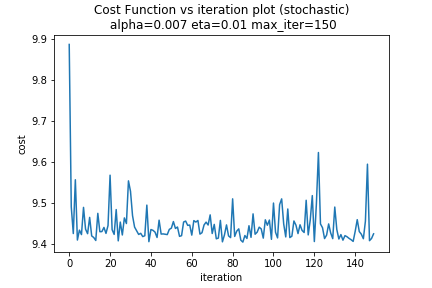 Cost Function vs iteration plot (stochastic)
alpha=0.007 eta=0.01 max_iter=150
9.9
9.8
9.7
9.6
9.5
9.4
cost
0 20 40 60 80 100 120 140
iteration